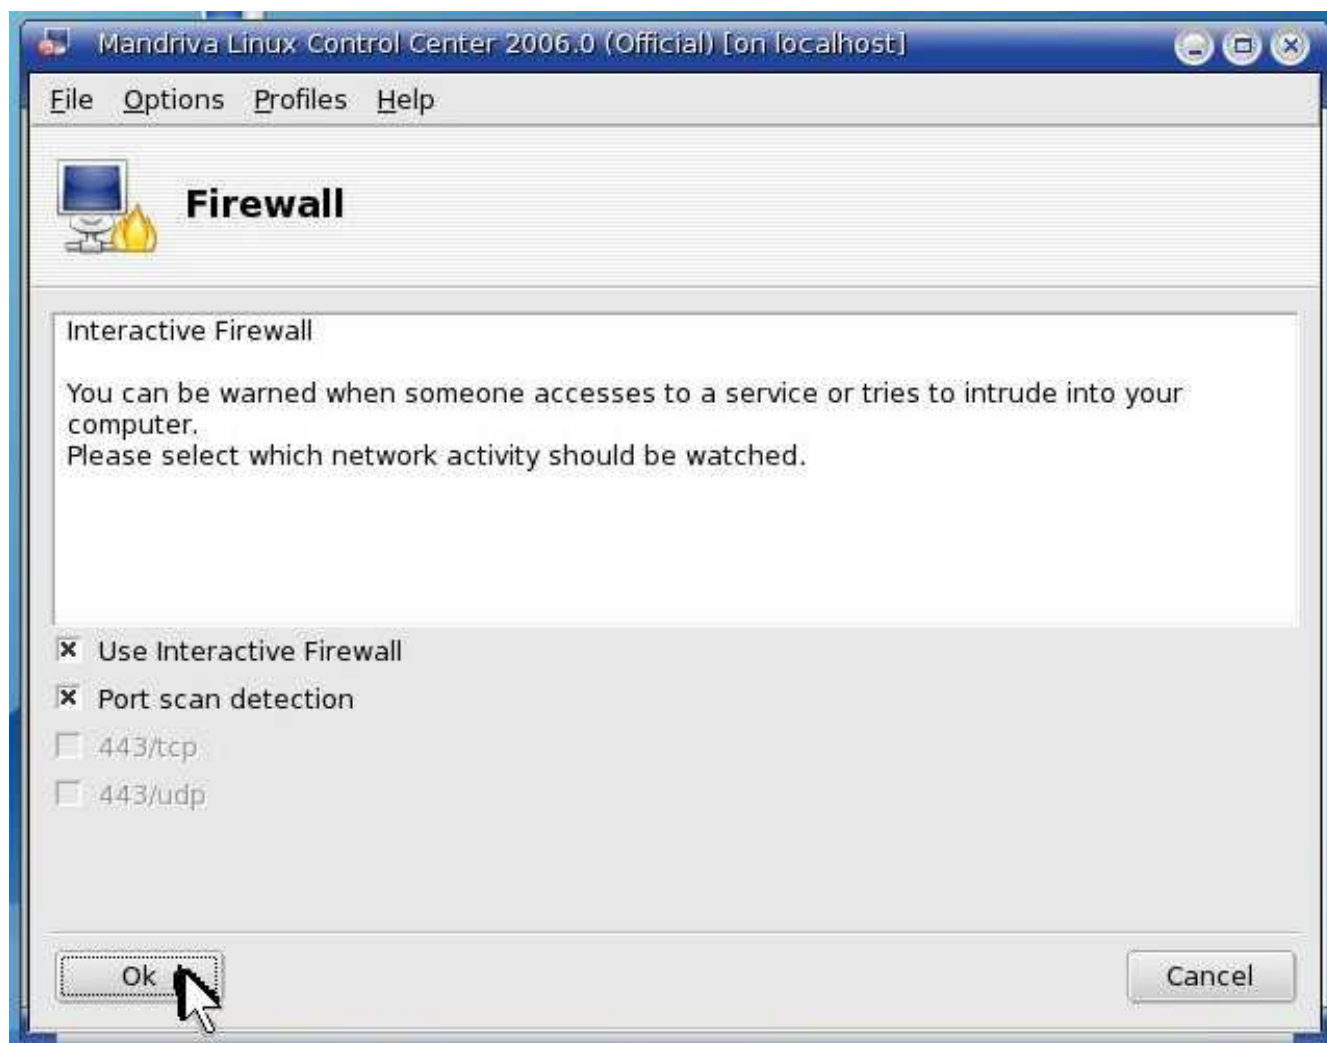 Mandriva Linux Control Center 2006.0 (Official) [on localhost]
File Options Profiles Help
Firewall
Interactive Firewall
You can be warned when someone accesses to a service or tries to intrude into your
computer.
Please select which network activity should be watched.
Use Interactive Firewall
Port scan detection
443/tcp
443/udp
Ok Cancel